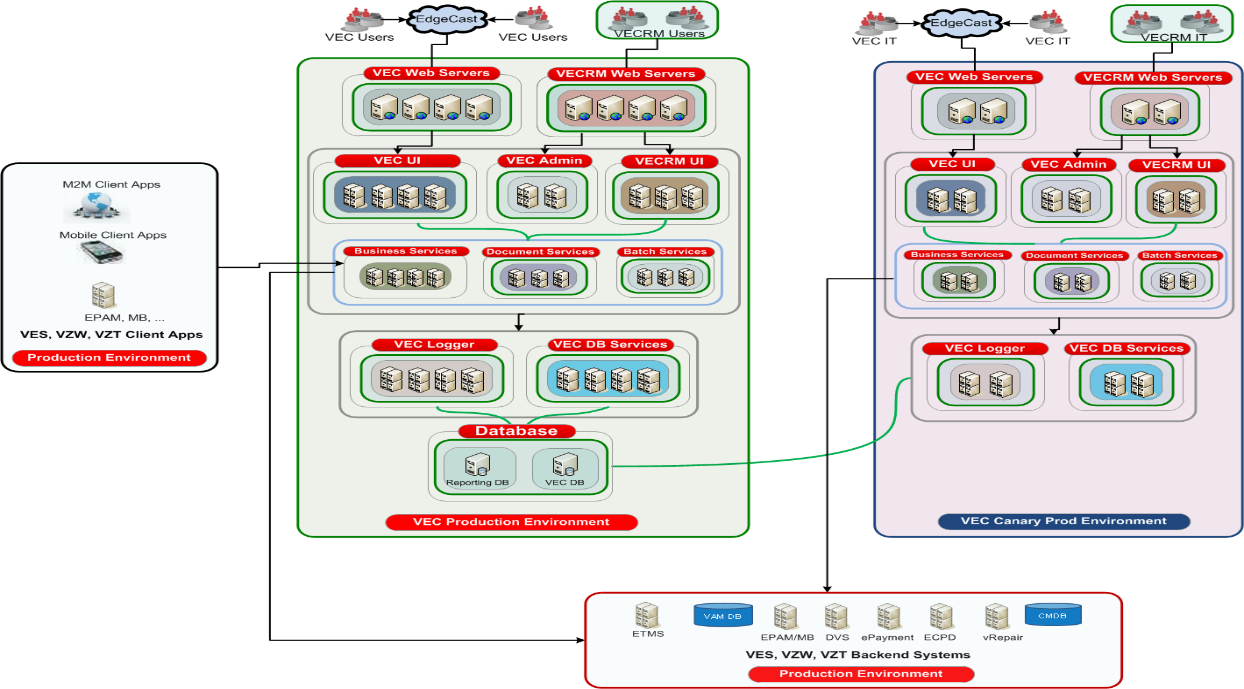 EdgeCast
VEC Users
VEC Users
VECRM Users
VEC Web Servers
VECRM Web Servers
VEC UI
VEC Admin
VECRM UI
Business Services
Document Services
Batch Services
VEC Logger
VEC DB Services
Database
Reporting DB
VEC DB
VEC Production Environment
M2M Client Apps
Mobile Client Apps
EPAM, MB, ...
VES, VZW, VZT Client Apps
Production Environment
EdgeCast
VEC IT
VEC IT
VECRM IT
VEC Web Servers
VECRM Web Servers
VEC UI
VEC Admin
VECRM UI
Business Services
Document Services
Batch Services
VEC Logger
VEC DB Services
VEC Canary Prod Environment
ETMS
VAM DB
EPAM/MB
DVS
ePayment
ECPD
vRepair
CMDB
VES, VZW, VZT Backend Systems
Production Environment